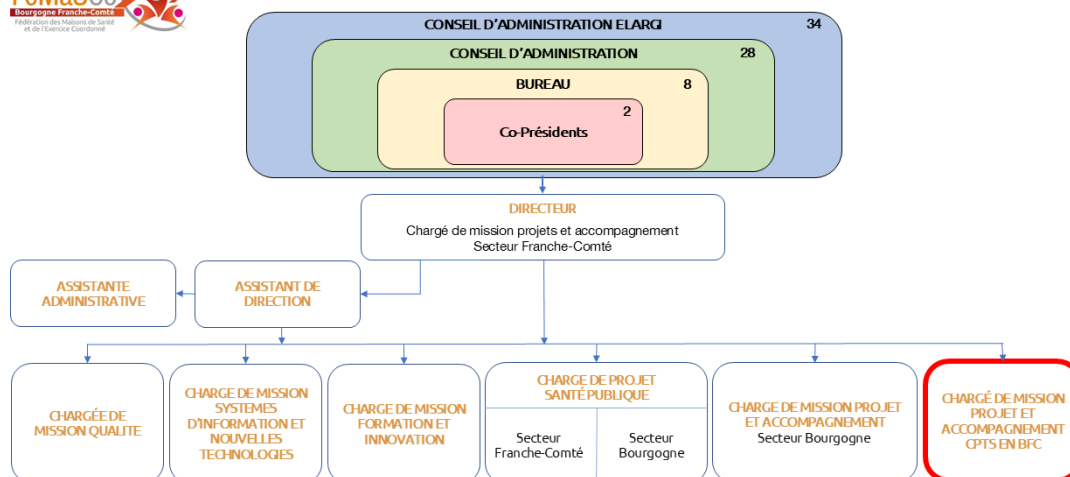 Bourgogne Franche-Comté
Fédération des Maisons de Santé
et de l'Exercice Coordonné
CONSEIL D'ADMINISTRATION ELARGI 34
CONSEIL D'ADMINISTRATION 28
BUREAU 8
2
Co-Présidents
DIRECTEUR
Chargé de mission projets et accompagnement
Secteur Franche-Comté
ASSISTANTE
ADMINISTRATIVE
ASSISTANT DE
DIRECTION
CHARGÉE DE
MISSION QUALITE
CHARGE DE MISSION
SYSTEMES
D'INFORMATION ET
NOUVELLES
TECHNOLOGIES
CHARGE DE MISSION
FORMATION ET
INNOVATION
CHARGE DE PROJET
SANTÉ PUBLIQUE
Secteur
Franche-Comté
Secteur
Bourgogne
CHARGE DE MISSION PROJET
ET ACCOMPAGNEMENT
Secteur Bourgogne
CHARGÉ DE MISSION
PROJET ET
ACCOMPAGNEMENT
CPTS EN BFC